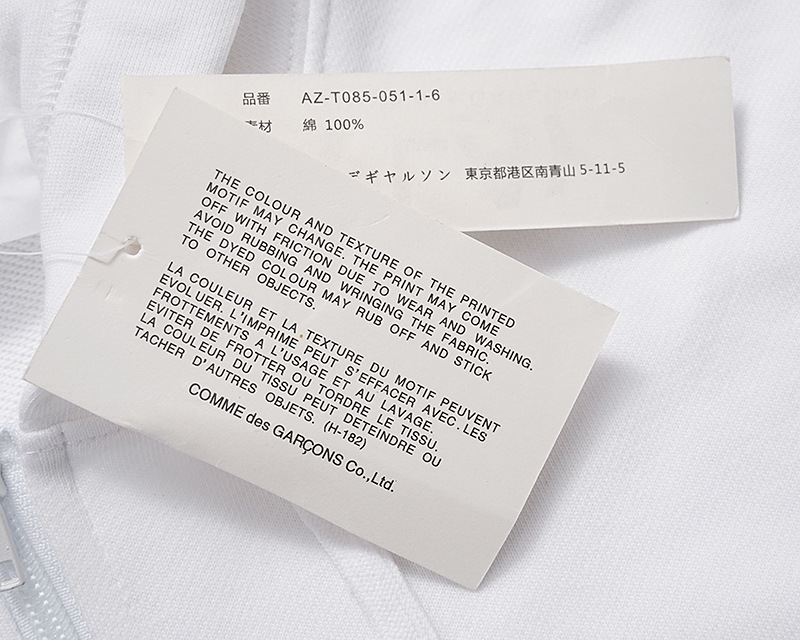 品番 AZ-T085-051-1-6
素材 綿 100%
デギャルソン 東京都港区南青山 5-11-5
THE COLOUR AND TEXTURE OF THE PRINTED
MOTIF MAY CHANGE. THE PRINT MAY COME
OFF WITH FRICTION DUE TO WEAR AND WASHING.
AVOID RUBBING AND WRINGING THE FABRIC.
THE DYED COLOUR MAY RUB OFF AND STICK
TO OTHER OBJECTS.
LA COULEUR ET LA TEXTURE DU MOTIF PEUVENT
EVOLUER. L'IMPRIME PEUT S'EFFACER AVEC LES
FROTTEMENTS A L'USAGE ET AU LAVAGE.
EVITER DE FROTTER OU TORDRE LE TISSU.
LA COULEUR DU TISSU PEUT DETEINDRE OU
TACHER D'AUTRES OBJETS. (H-182)
COMME des GARÇONS Co.,Ltd.